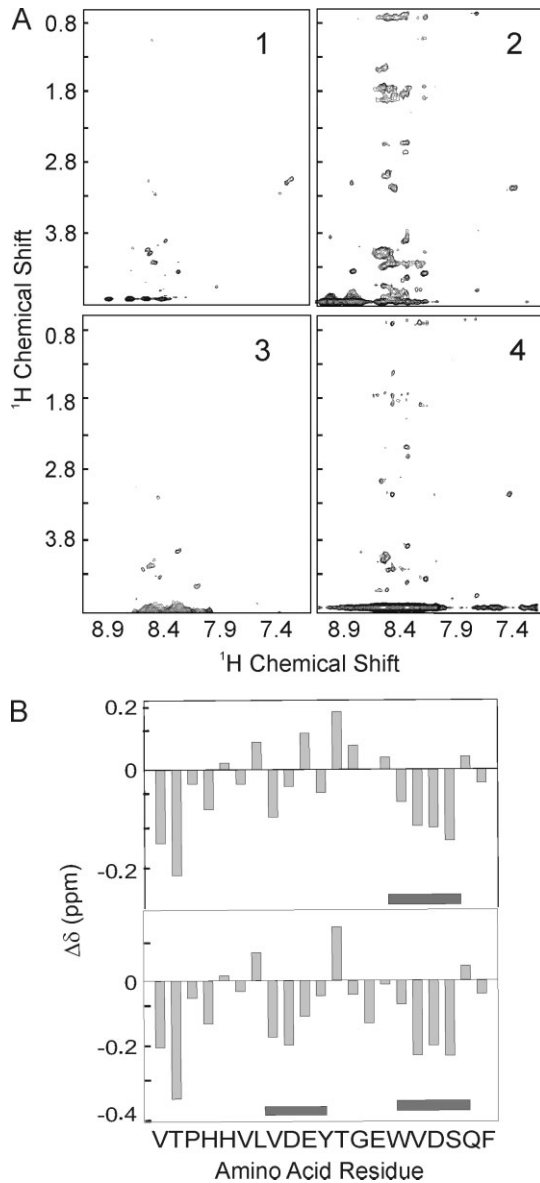 A
1
2
0.8
1.8
2.8
3.8
¹H Chemical Shift
3
4
0.8
1.8
2.8
3.8
¹H Chemical Shift
8.9 8.4 7.9 7.4 8.9 8.4 7.9 7.4
¹H Chemical Shift
B
0.2
0
-0.2
Δδ (ppm)
0
-0.2
-0.4
VTPHHVLVDEYTGEWVDSQF
Amino Acid Residue